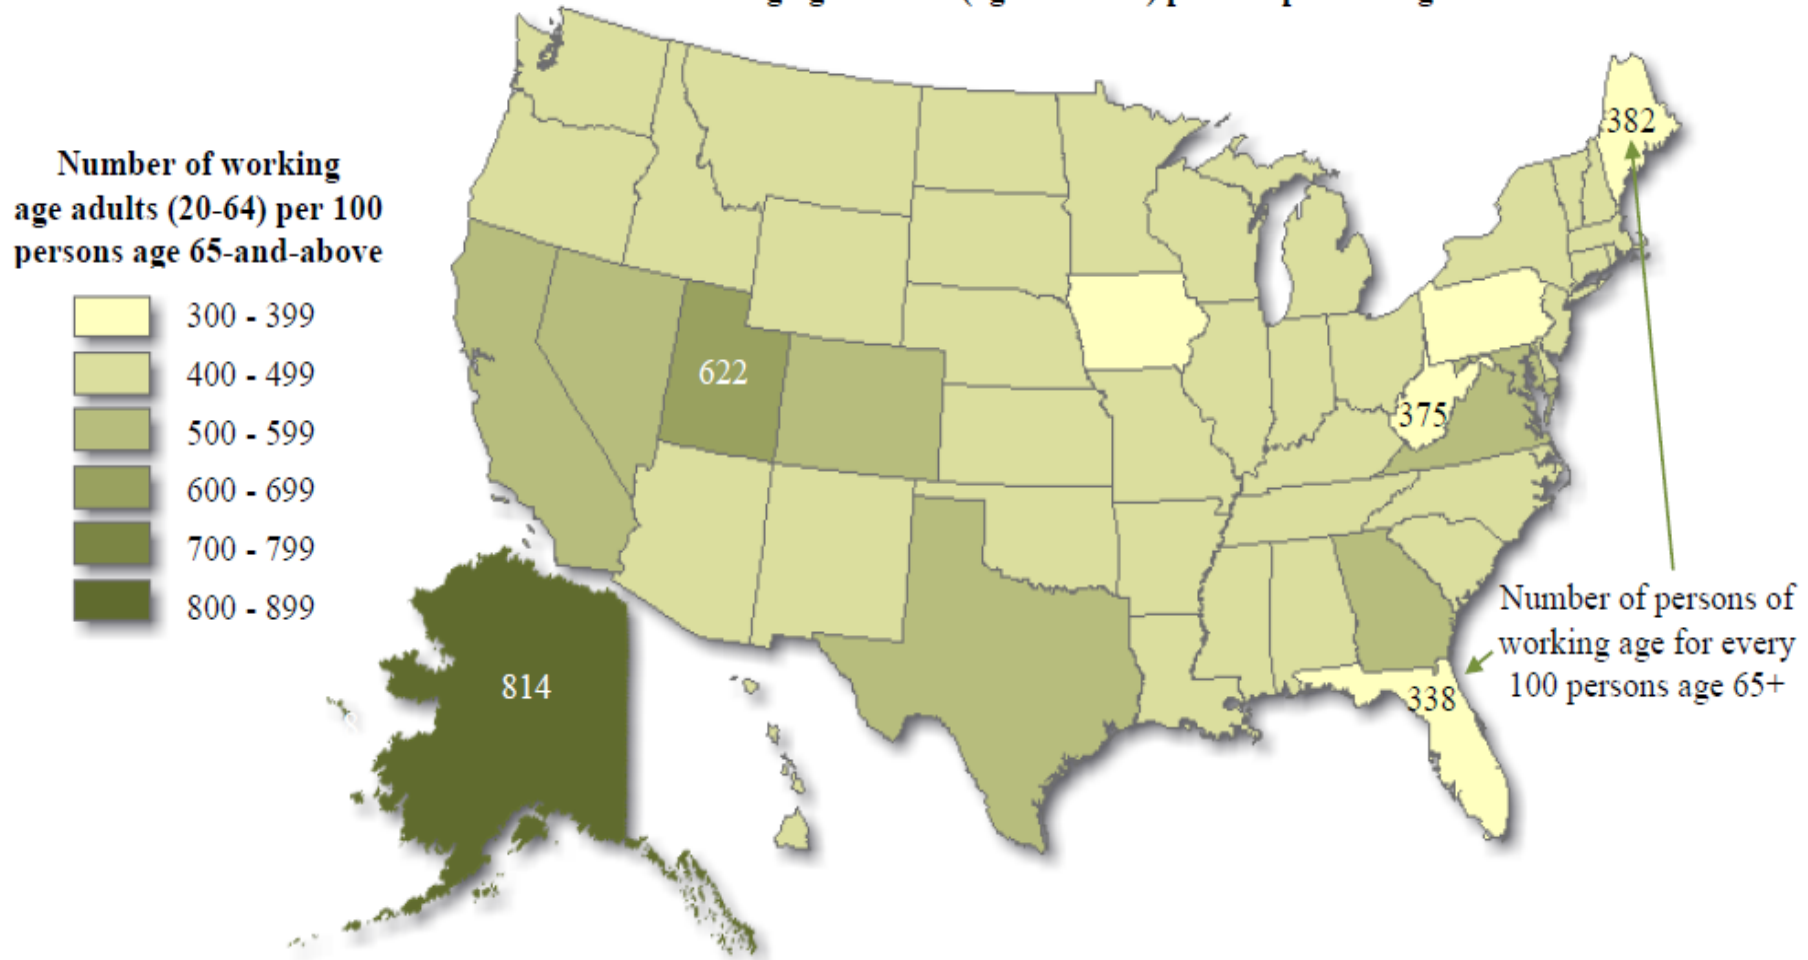 Number of working
age adults (20-64) per 100
persons age 65-and-above
300 - 399
400 - 499
500 - 599
600 - 699
700 - 799
800 - 899
382
622
375
814
338
8
Number of persons of
working age for every
100 persons age 65+